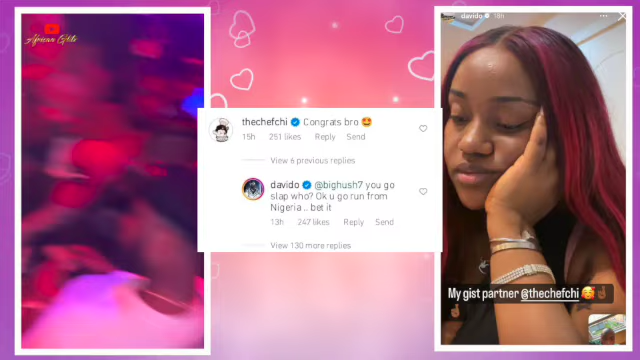 African Glitz
davido 18h
thechefchi Congrats bro 🤩
15h 251 likes Reply Send
View 6 previous replies
davido @bighush7 you go
slap who? Ok u go run from
Nigeria .. bet it
13h 247 likes Reply Send
View 130 more replies
My gist partner @thechefchi